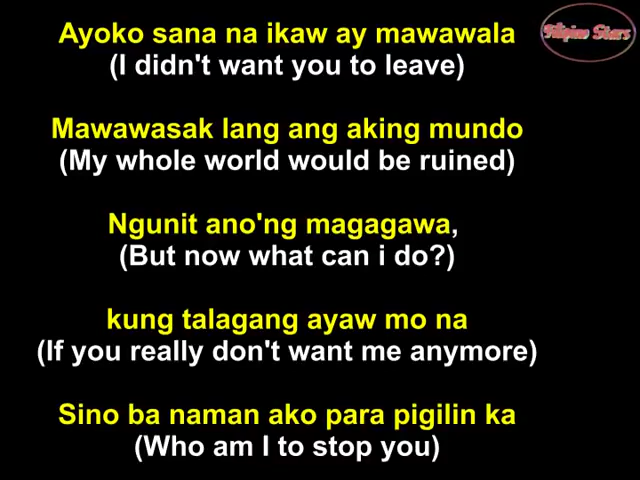 Ayoko sana na ikaw ay mawawala
(I didn't want you to leave)
Mawawasak lang ang aking mundo
(My whole world would be ruined)
Ngunit ano'ng magagawa,
(But now what can i do?)
kung talagang ayaw mo na
(If you really don't want me anymore)
Sino ba naman ako para pigilin ka
(Who am I to stop you)
Filipino Stars